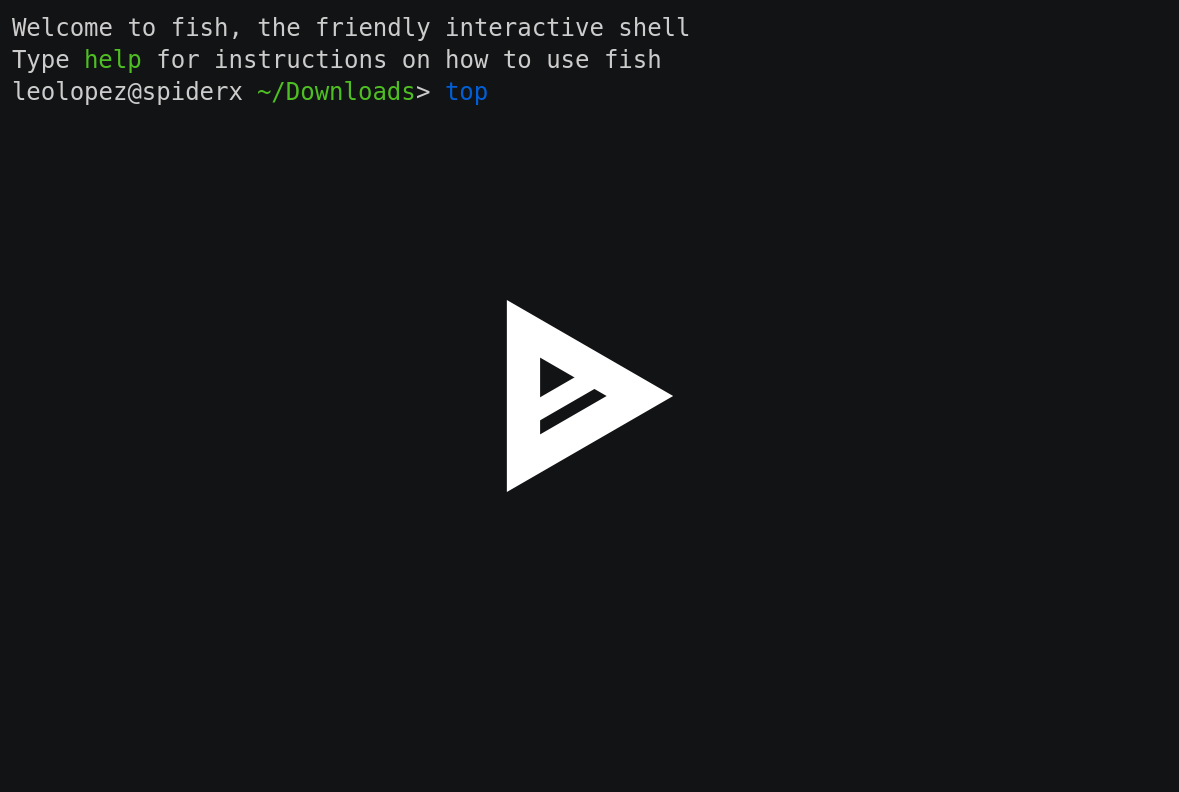 Welcome to fish, the friendly interactive shell
Type help for instructions on how to use fish
leolopez@spiderx ~/Downloads> top